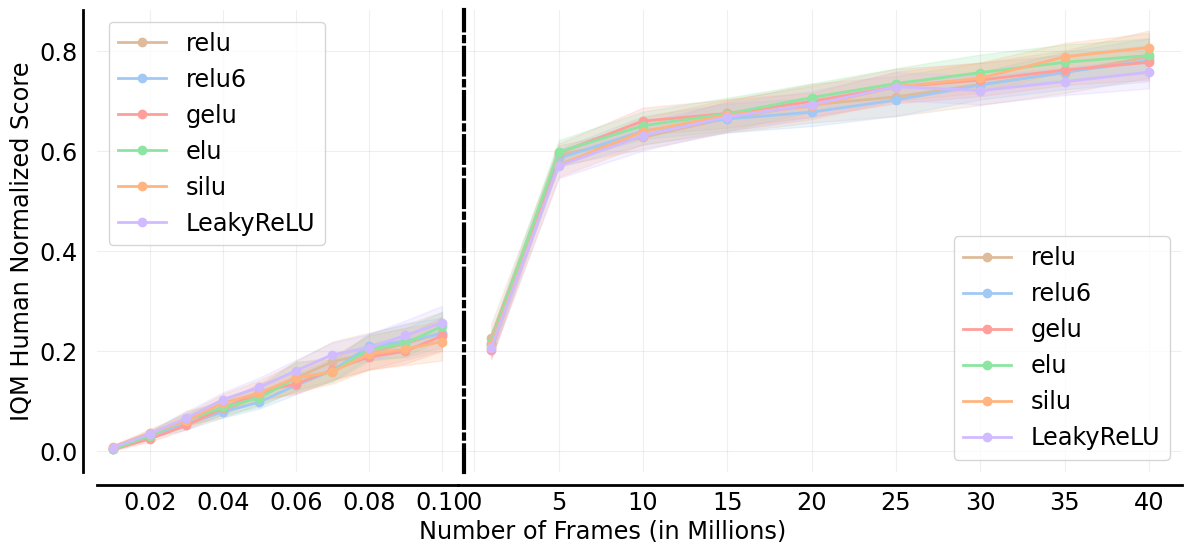 IQM Human Normalized Score
0.8
0.6
0.4
0.2
0.0
relu
relu6
gelu
elu
silu
LeakyReLU
relu
relu6
gelu
elu
silu
LeakyReLU
0.02 0.04 0.06 0.08 0.10 0 5 10 15 20 25 30 35 40
Number of Frames (in Millions)